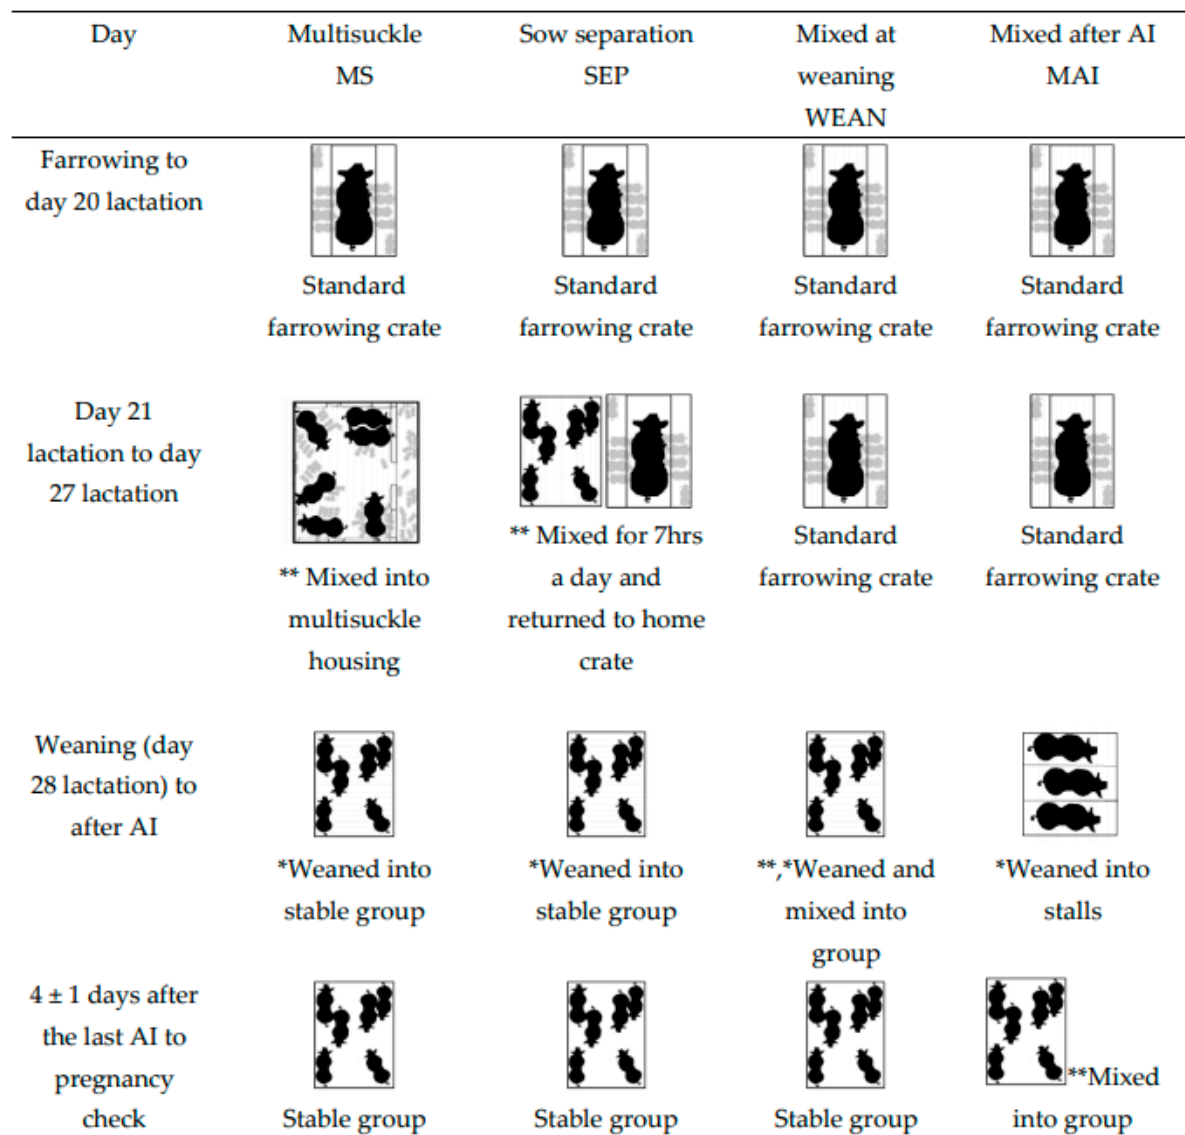 Day Multisuckle Sow separation Mixed at Mixed after AI
MS SEP weaning MAI
WEAN
Farrowing to
day 20 lactation
Standard Standard Standard Standard
farrowing crate farrowing crate farrowing crate farrowing crate
Day 21
lactation to day
27 lactation
** Mixed for 7hrs Standard Standard
** Mixed into a day and farrowing crate farrowing crate
multisuckle returned to home
housing crate
Weaning (day
28 lactation) to
after AI
*Weaned into *Weaned into **,*Weaned and *Weaned into
stable group stable group mixed into stalls
group
4 ± 1 days after
the last AI to
pregnancy **Mixed
check Stable group Stable group Stable group into group